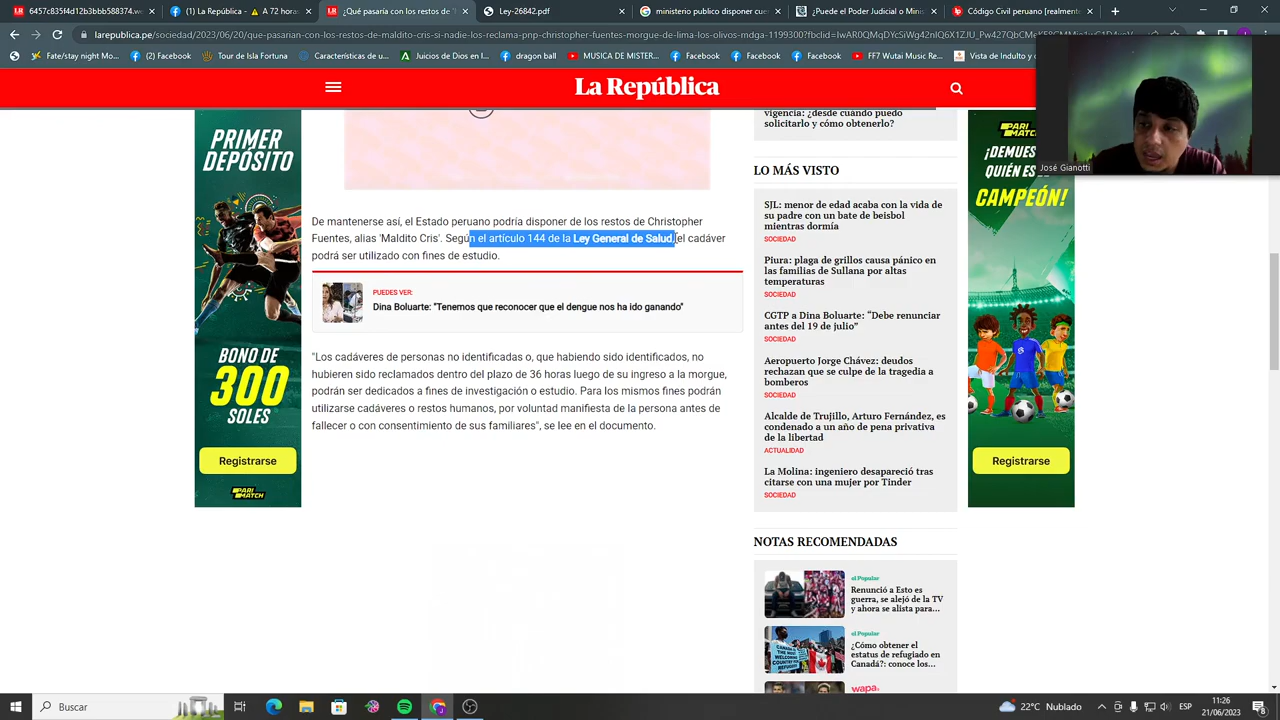 6457c835f4d12b3bbb588374.w
(1) ▲ A 72 horas
¿Qué pasaría con los restos de M
Ley-26842.pdf
ministerio publico disponer de
¿Puede el Juez o
CADÁVERES |
larepublica.pe/sociedad/2023/06/20/que-pasarian-con-los-restos-de-maldito-cris-si-nadie-los-reclama-pnp-christopher-fuentes-morgue-de-lima-los-olivos-mdga-1199300?fbclid=
Fate/stay night Mo...
(2) Facebook
Tour de Isla Fortuna
Características de u...
Juicios de Dios en l...
dragon ball
MUSICA DE MISTER...
Facebook
Facebook
Facebook
FF7 Wutai Music Re...
Vista de Indulto y d
La República
José Gianotti
vigencia: ¿desde cuándo puedo
solicitarlo y cómo obtenerlo?
PRIMER
DEPÓSITO
BONO DE
300
SOLES
Registrarse
PARI
MATCH
De mantenerse así, el Estado peruano podría disponer de los restos de Christopher
Fuentes, alias 'Maldito Cris'. Según el artículo 144 de la Ley General de Salud, el cadáver
podrá ser utilizado con fines de estudio.
PUEDES VER:
Dina Boluarte: "Tenemos que reconocer que el dengue nos ha ido ganando"
"Los cadáveres de personas no identificadas o, que habiendo sido identificados, no
hubieren sido reclamados dentro del plazo de 36 horas luego de su ingreso a la morgue,
podrán ser dedicados a fines de investigación o estudio. Para los mismos fines podrán
utilizarse cadáveres o restos humanos, por voluntad manifiesta de la persona antes de
fallecer o con consentimiento de sus familiares", se lee en el documento.
LO MÁS VISTO
SJL: menor de edad acaba con la vida de
su padre con un bate de beisbol
mientras dormía
SOCIEDAD
Piura: plaga de grillos causa pánico en
las familias de Sullana por altas
temperaturas
SOCIEDAD
CGTP a Dina Boluarte: “Debe renunciar
antes del 19 de julio”
SOCIEDAD
Aeropuerto Jorge Chávez: deudos
rechazan que se culpe de la tragedia a
bomberos
SOCIEDAD
Alcalde de Trujillo, Arturo Fernández, es
condenado a un año de pena privativa
de la libertad
ACTUALIDAD
La Molina: ingeniero desapareció tras
citarse con una mujer por Tinder
SOCIEDAD
NOTAS RECOMENDADAS
el Popular
Renunció a Esto es
guerra, se alejó de la TV
y ahora se alista para...
el Popular
¿Cómo obtener el
estatus de refugiado en
Canadá?: conoce los...
wapa.
PARI
MATCH
¡DEMUES
QUIÉN ES
CAMPEÓN!
Registrarse
Buscar
22°C Nublado
ESP
11:26
21/06/2023